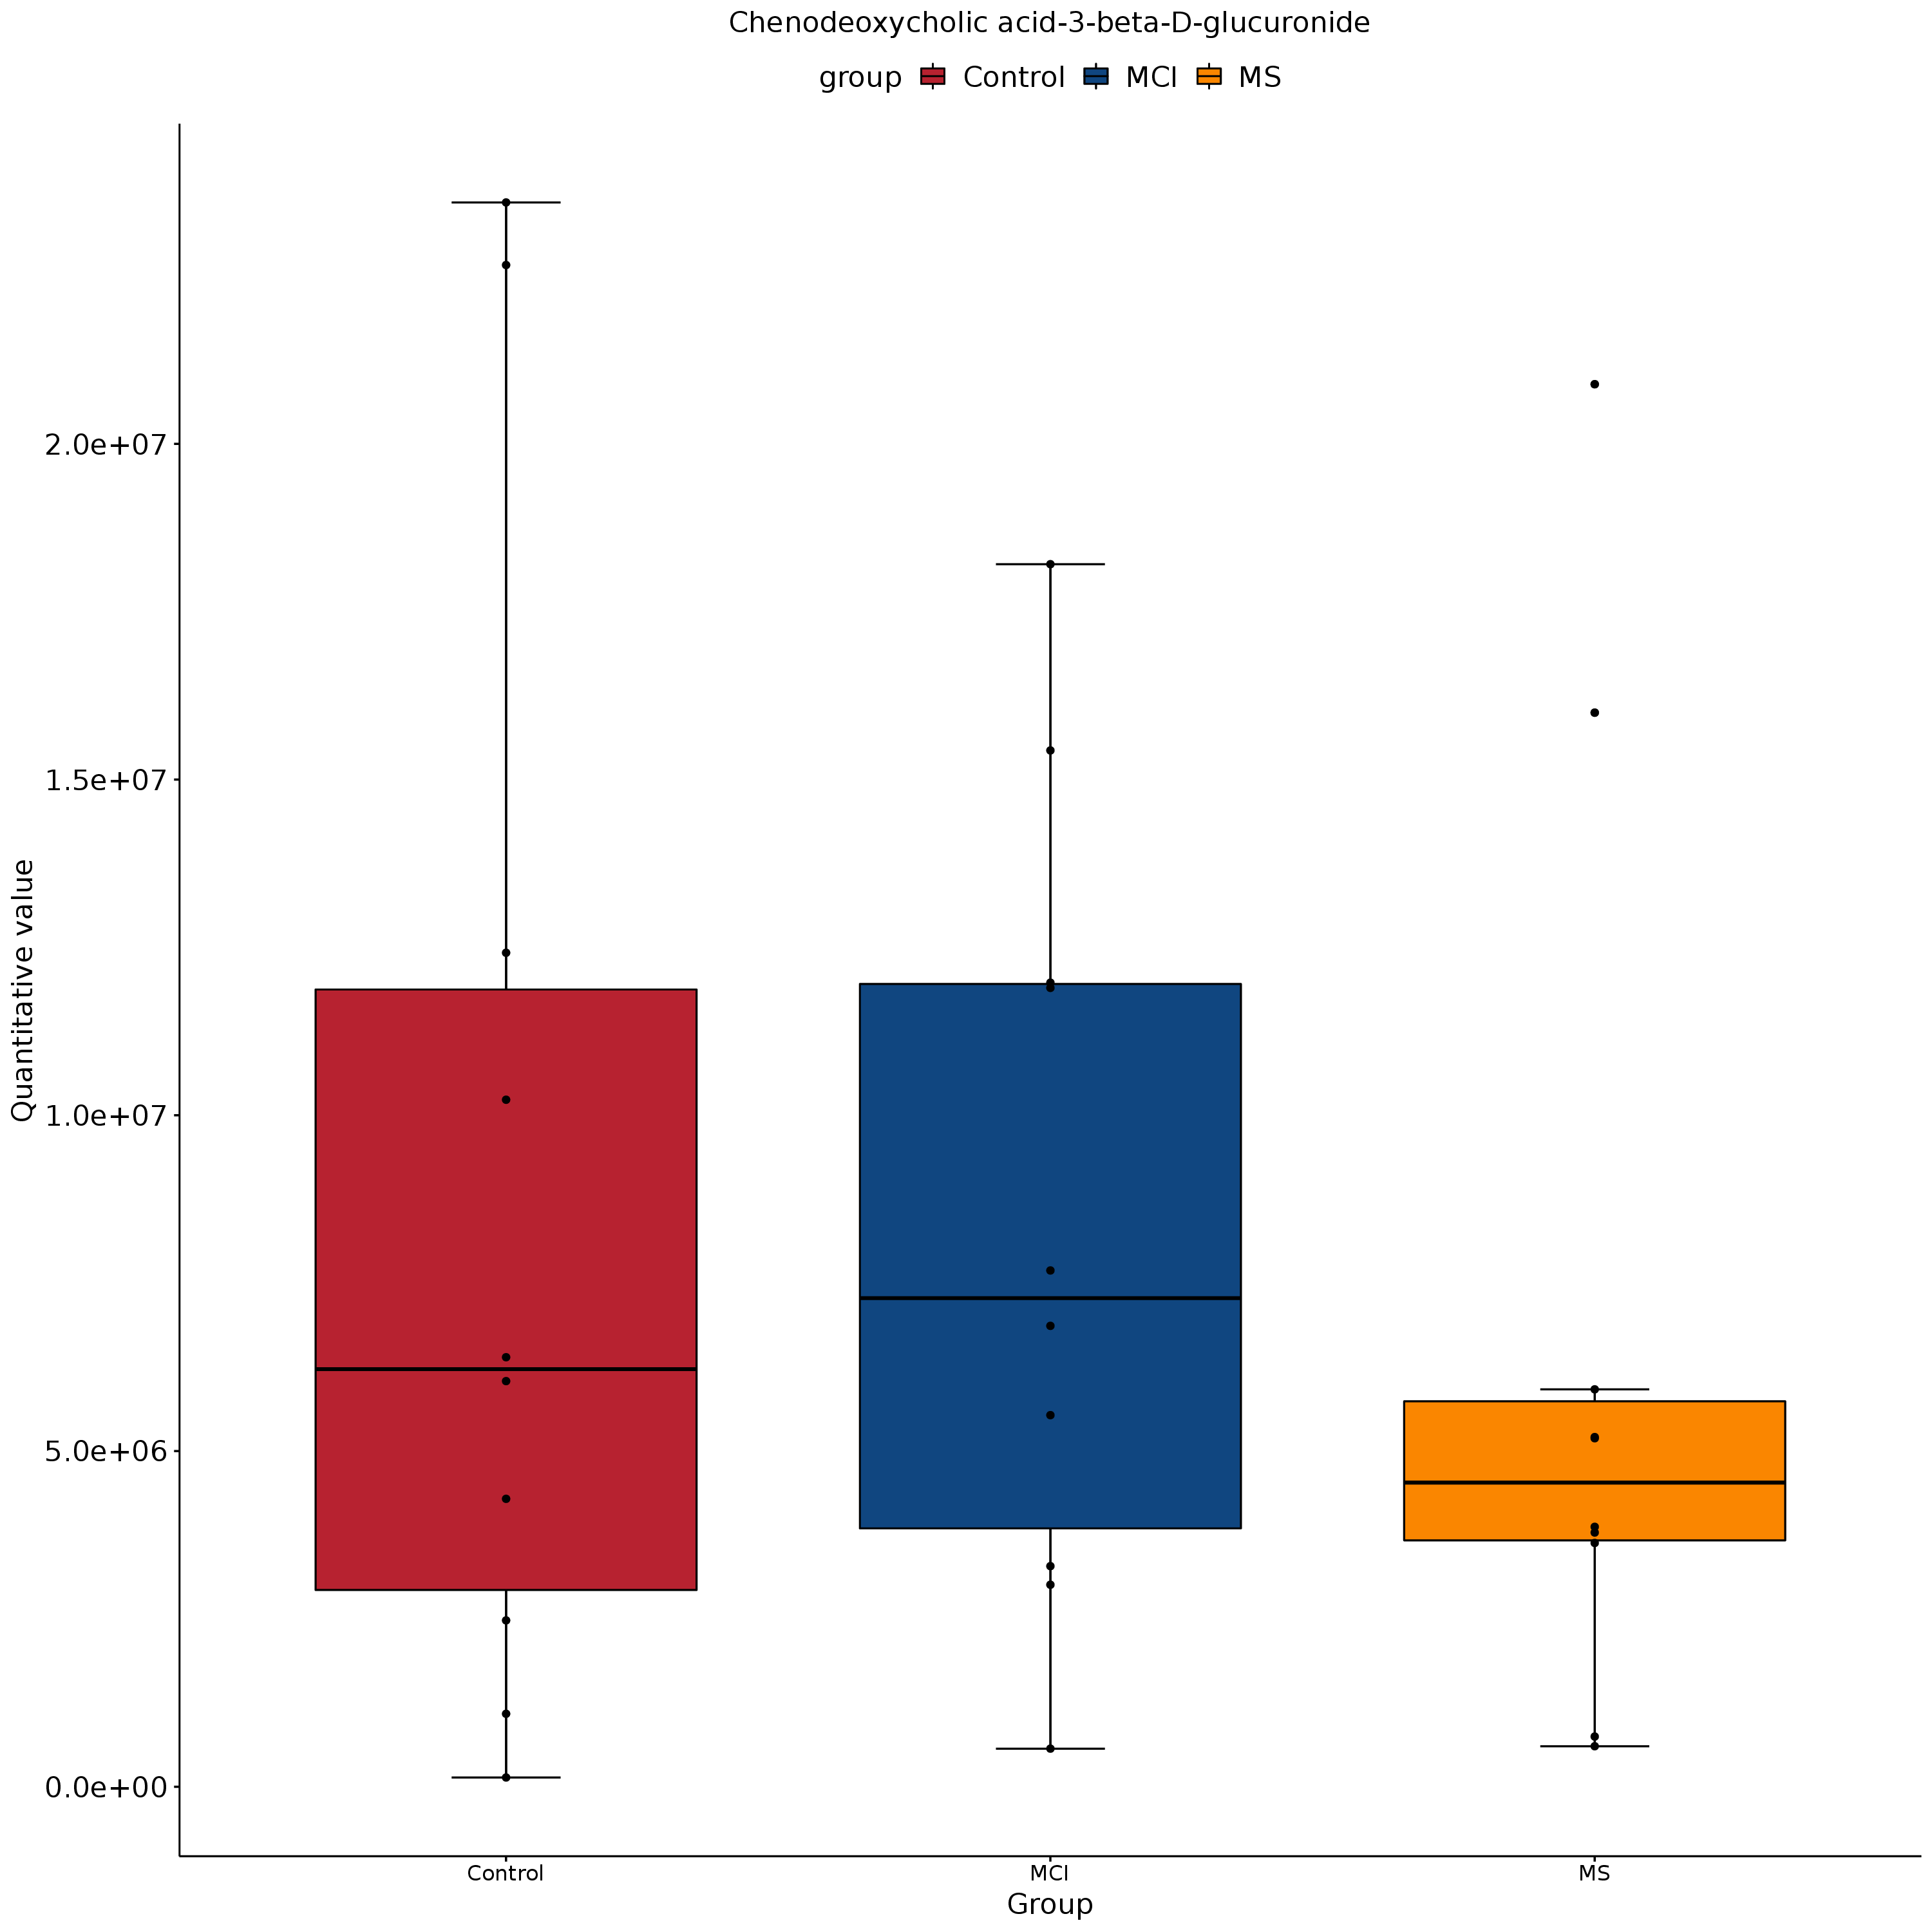 Chenodeoxycholic acid-3-beta-D-glucuronide
group Control MCI MS
Quantitative value
2.0e+07
1.5e+07
1.0e+07
5.0e+06
0.0e+00
Control MCI MS
Group